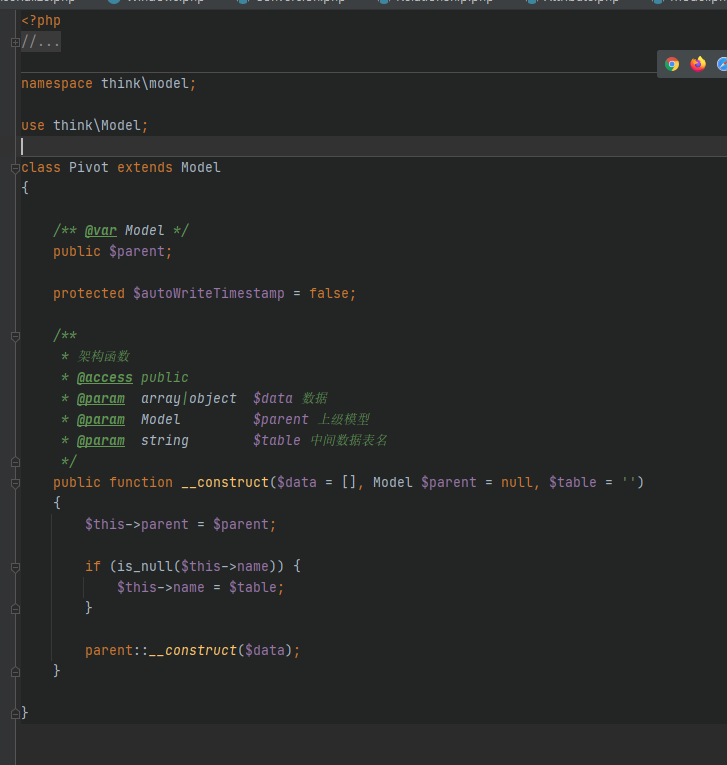 <?php
//...
namespace think\model;
use think\Model;
class Pivot extends Model
{
/** @var Model */
public $parent;
protected $autoWriteTimestamp = false;
/**
* 架构函数
* @access public
* @param array|object $data 数据
* @param Model $parent 上级模型
* @param string $table 中间数据表名
*/
public function __construct($data = [], Model $parent = null, $table = '')
{
$this->parent = $parent;
if (is_null($this->name)) {
$this->name = $table;
}
parent::__construct($data);
}
}